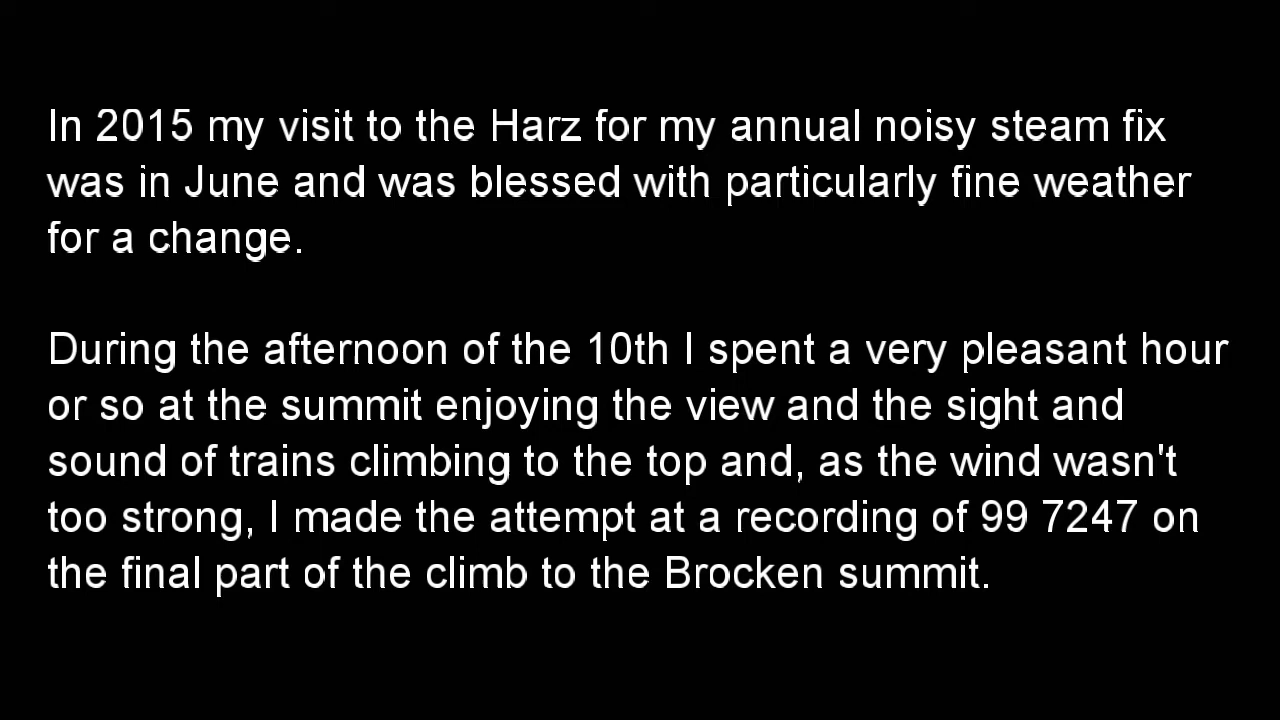 In 2015 my visit to the Harz for my annual noisy steam fix
was in June and was blessed with particularly fine weather
for a change.
During the afternoon of the 10th I spent a very pleasant hour
or so at the summit enjoying the view and the sight and
sound of trains climbing to the top and, as the wind wasn't
too strong, I made the attempt at a recording of 99 7247 on
the final part of the climb to the Brocken summit.